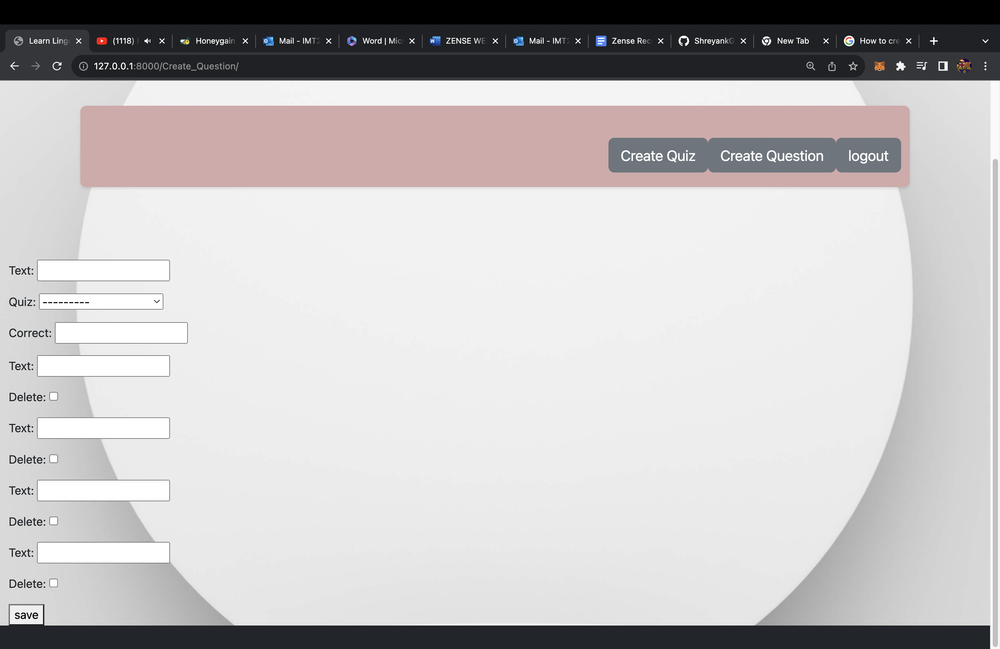 Learn Ling
(1118)
Honeygain
Mail - IMT2
Word | Mic
ZENSE WE
Mail - IMT2
Zense Rec
ShreyankG
New Tab
How to cre
127.0.0.1:8000/Create_Question/
Create Quiz
Create Question
logout
Text:
Quiz: ---------
Correct:
Text:
Delete:
Text:
Delete:
Text:
Delete:
Text:
Delete:
save